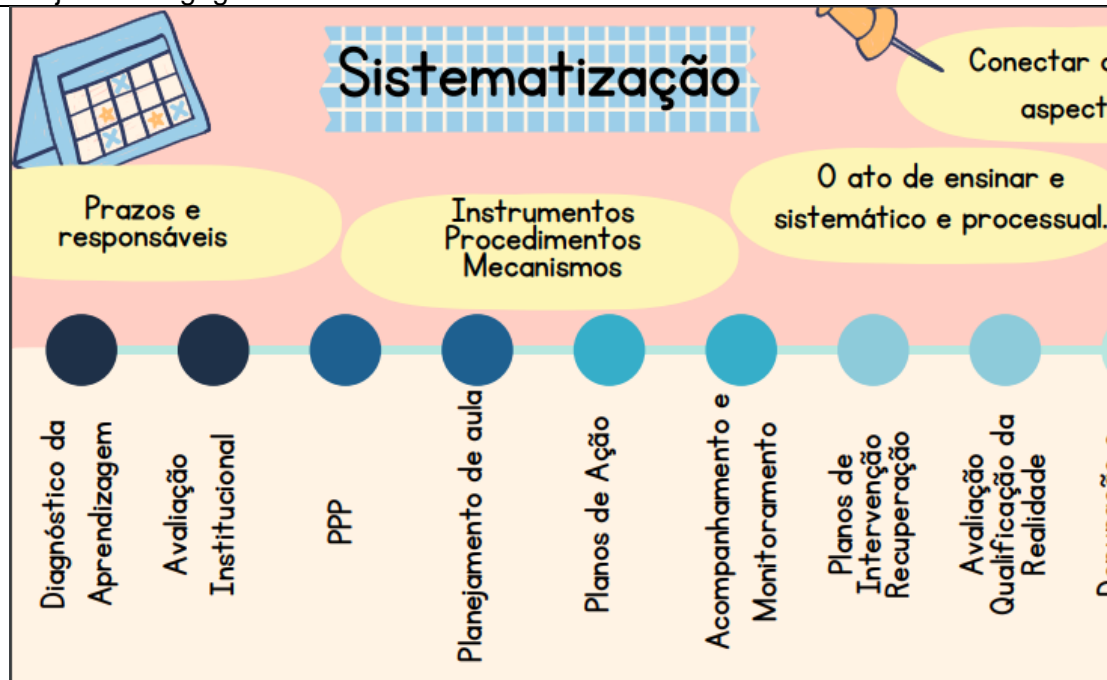 Sistematização
Conectar
aspect
O ato de ensinar e
sistemático e processual.
Prazos e
responsáveis
Instrumentos
Procedimentos
Mecanismos
Diagnóstico da
Aprendizagem
Avaliação
Institucional
PPP
Planejamento de aula
Planos de Ação
Acompanhamento e
Monitoramento
Planos de
Intervenção
Recuperação
Avaliação
Qualificação da
Realidade